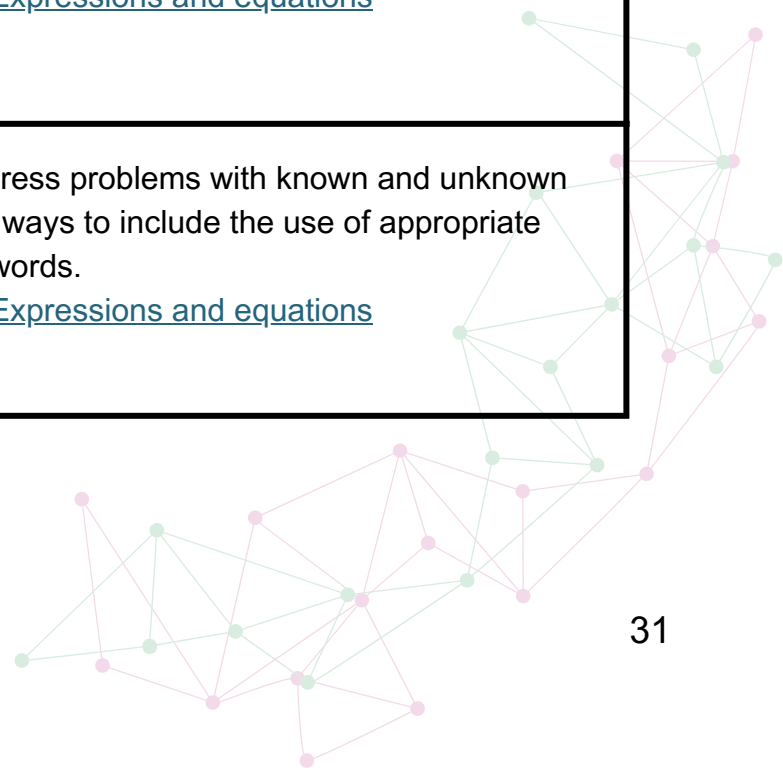 Expressions and equations
ress problems with known and unknown
ways to include the use of appropriate
words.
Expressions and equations
31